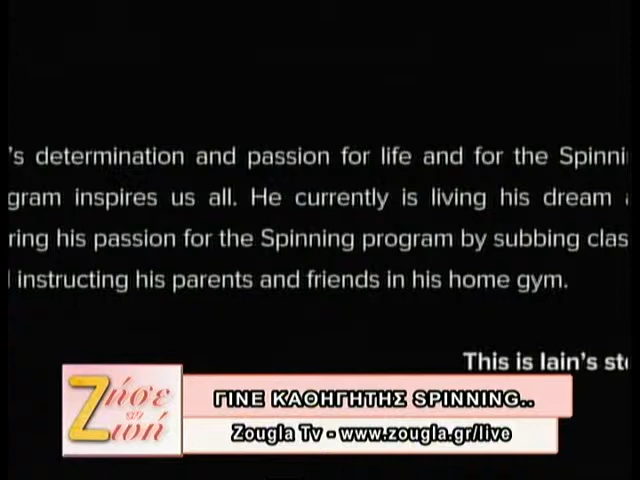 's determination and passion for life and for the Spinni
gram inspires us all. He currently is living his dream
ring his passion for the Spinning program by subbing clas
instructing his parents and friends in his home gym.
This is Iain's sto
Ζήσε
τη
Ζωή
ΓΙΝΕ ΚΑΘΗΓΗΤΗΣ SPINNING..
Zougla Tv - www.zougla.gr/live